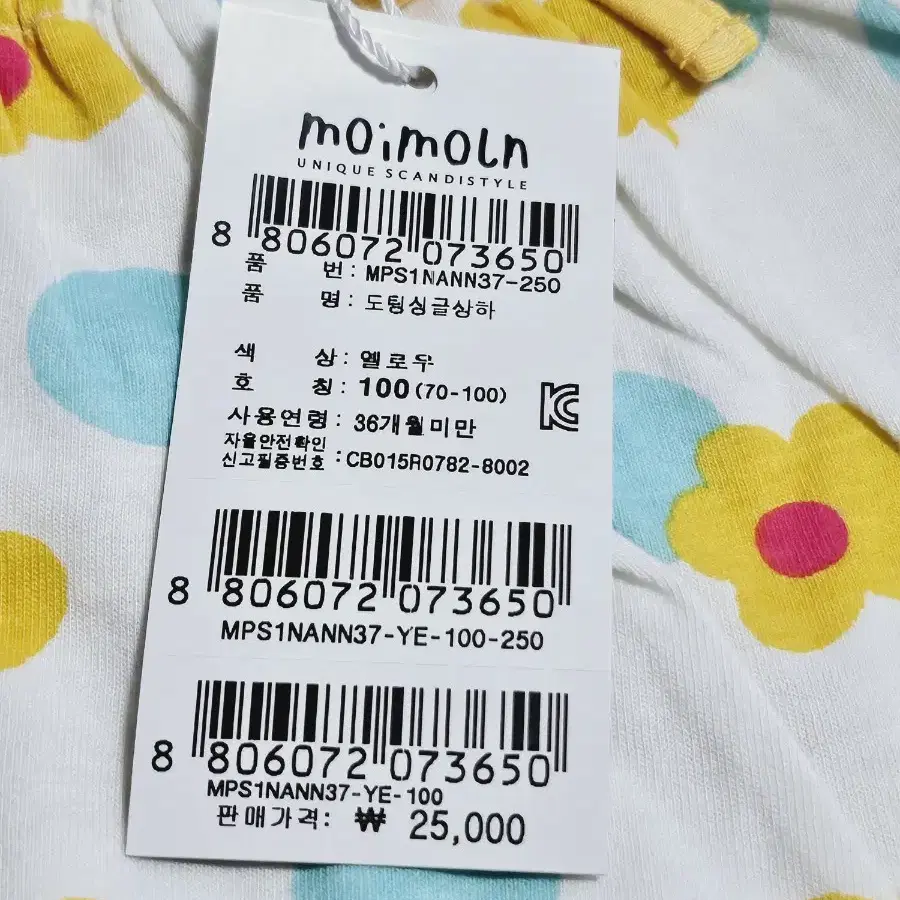 moimoln
UNIQUE SCANDISTYLE
8 806072 073650
품 번 : MPS1NANN37-250
품 명 : 도팅싱글상하
색 상 : 옐로우
호 칭 : 100 (70-100)
사용연령 : 36개월미만
자율안전확인
신고필증번호 : CB015R0782-8002
8 806072 073650
MPS1NANN37-YE-100-250
8 806072 073650
MPS1NANN37-YE-100
판매가격: ₩ 25,000